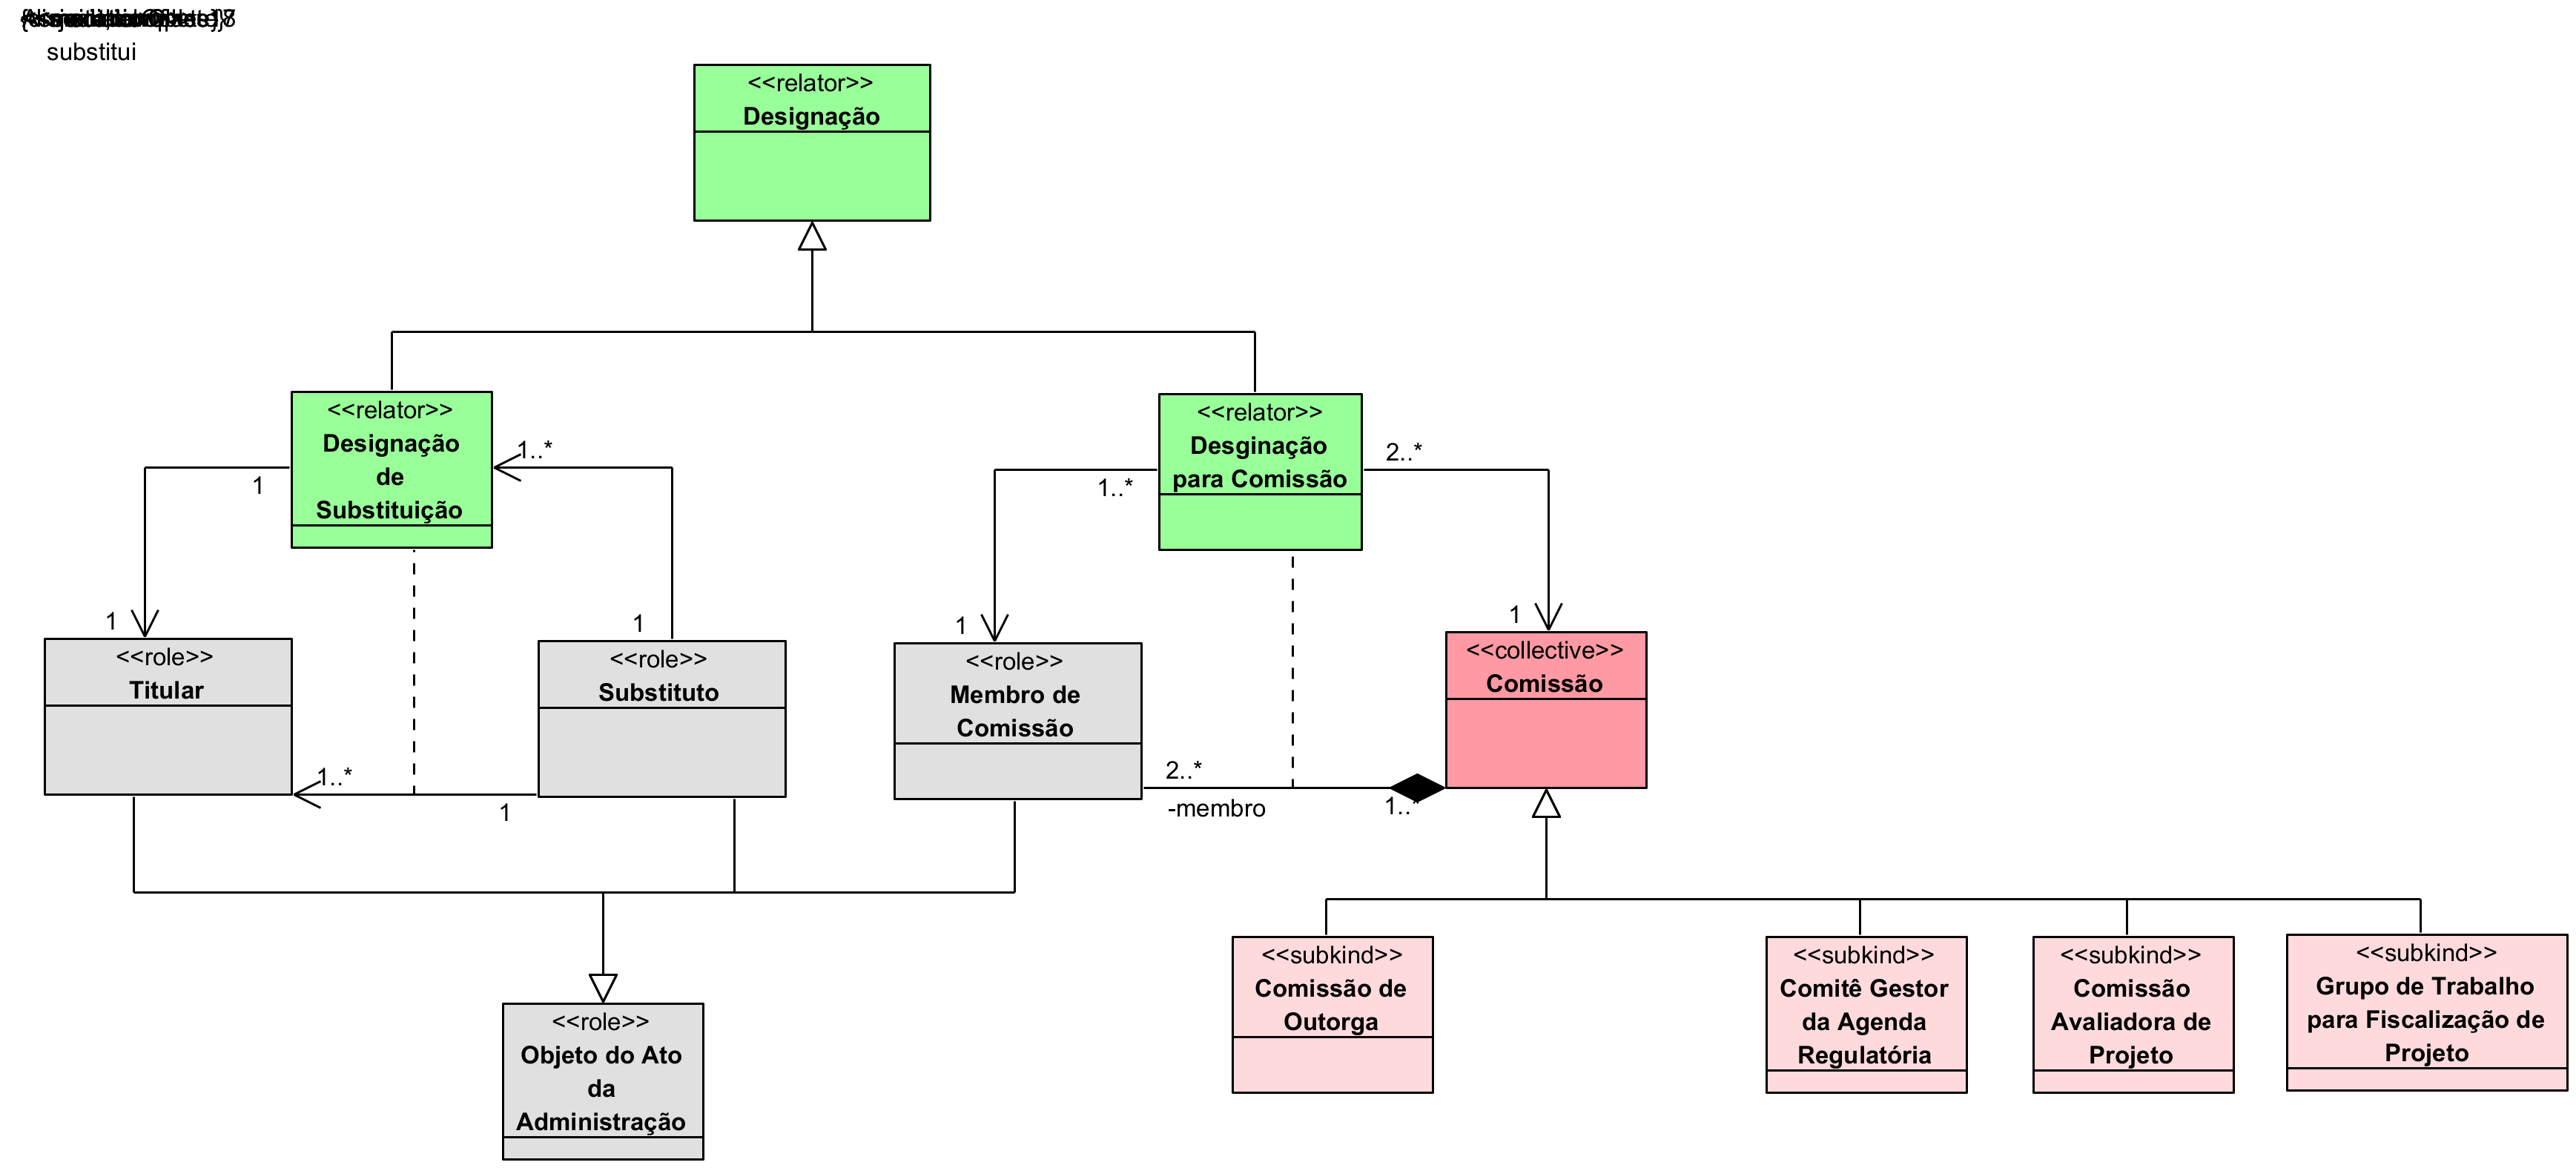 substitui
<<relator>>
Designação
<<relator>>
Designação
de
Substituição
<<relator>>
Desginação
para Comissão
1..*
2..*
1
1..*
1
1
1
1
<<role>>
Titular
<<role>>
Substituto
<<role>>
Membro de
Comissão
<<collective>>
Comissão
1..*
1
2..*
-membro
1..*
<<subkind>>
Comissão de
Outorga
<<subkind>>
Comitê Gestor
da Agenda
Regulatória
<<subkind>>
Comissão
Avaliadora de
Projeto
<<subkind>>
Grupo de Trabalho
para Fiscalização de
Projeto
<<role>>
Objeto do Ato
da
Administração